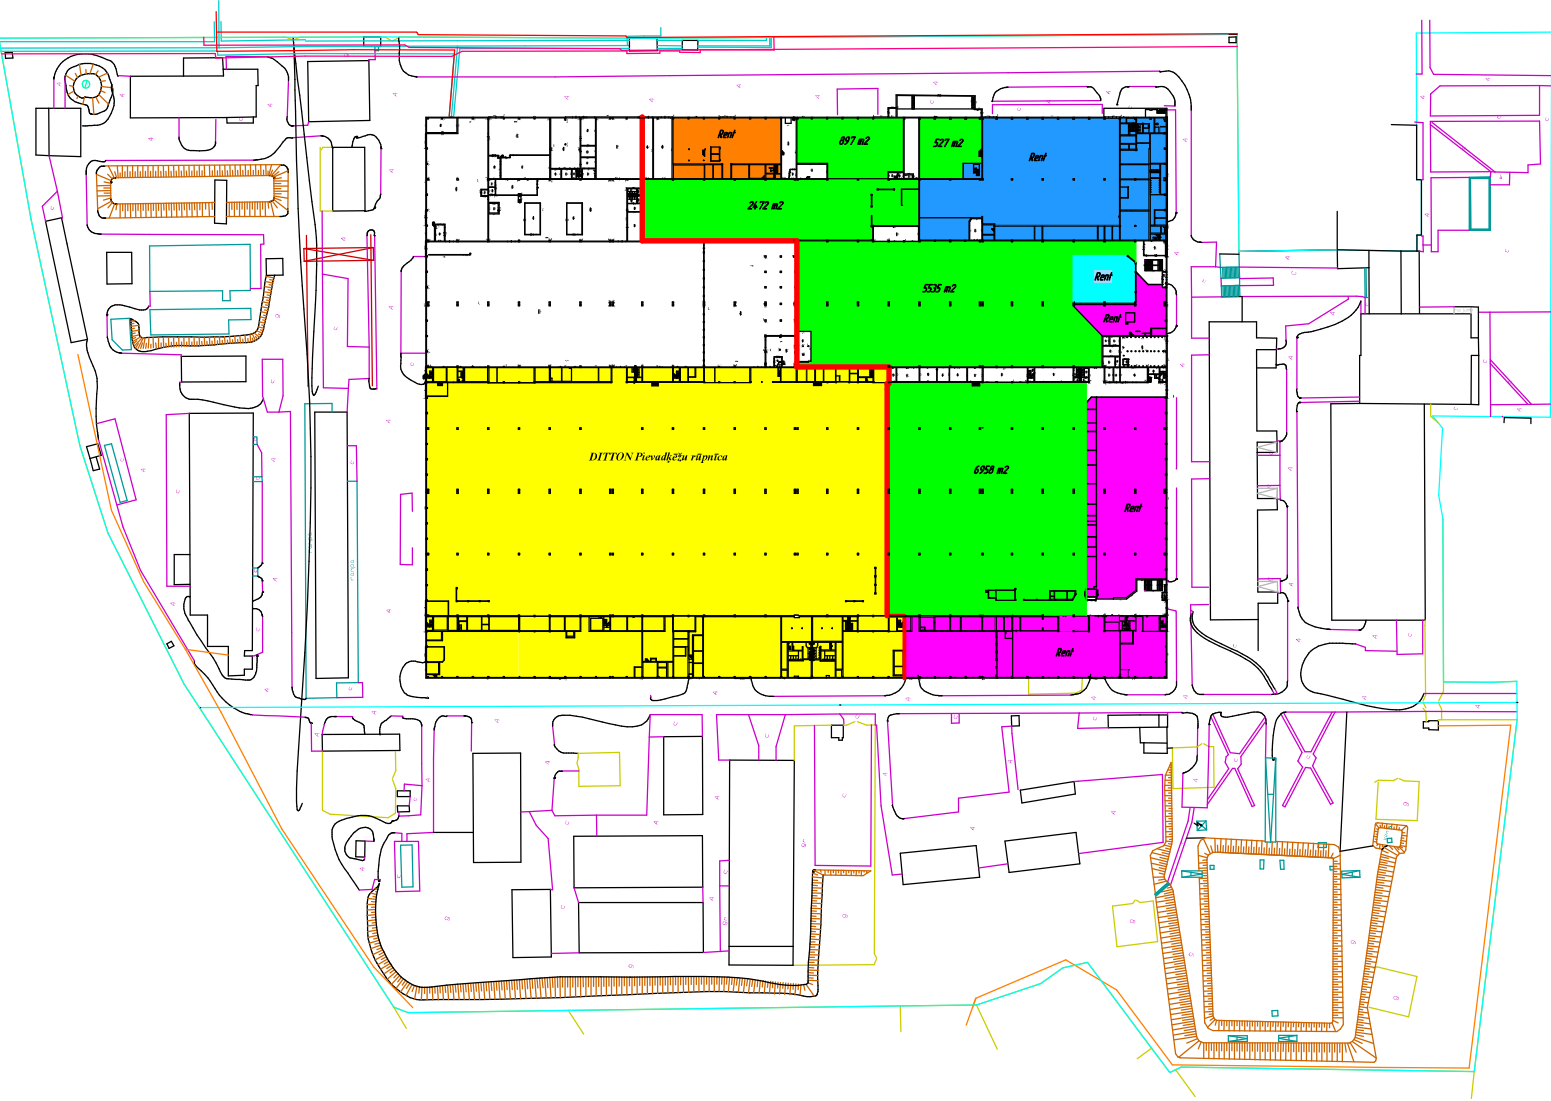 Rent
897 m2
527 m2
Rent
2472 m2
Rent
5535 m2
Rent
DITTON Pievadķēžu rūpnīca
6958 m2
Rent
Rent